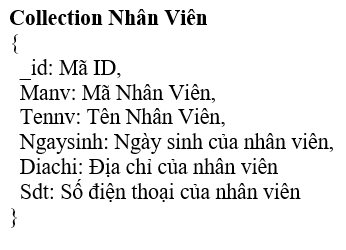 Collection Nhân Viên
{
_id: Mã ID,
Manv: Mã Nhân Viên,
Tennv: Tên Nhân Viên,
Ngaysinh: Ngày sinh của nhân viên,
Diachi: Địa chỉ của nhân viên
Sdt: Số điện thoại của nhân viên
}